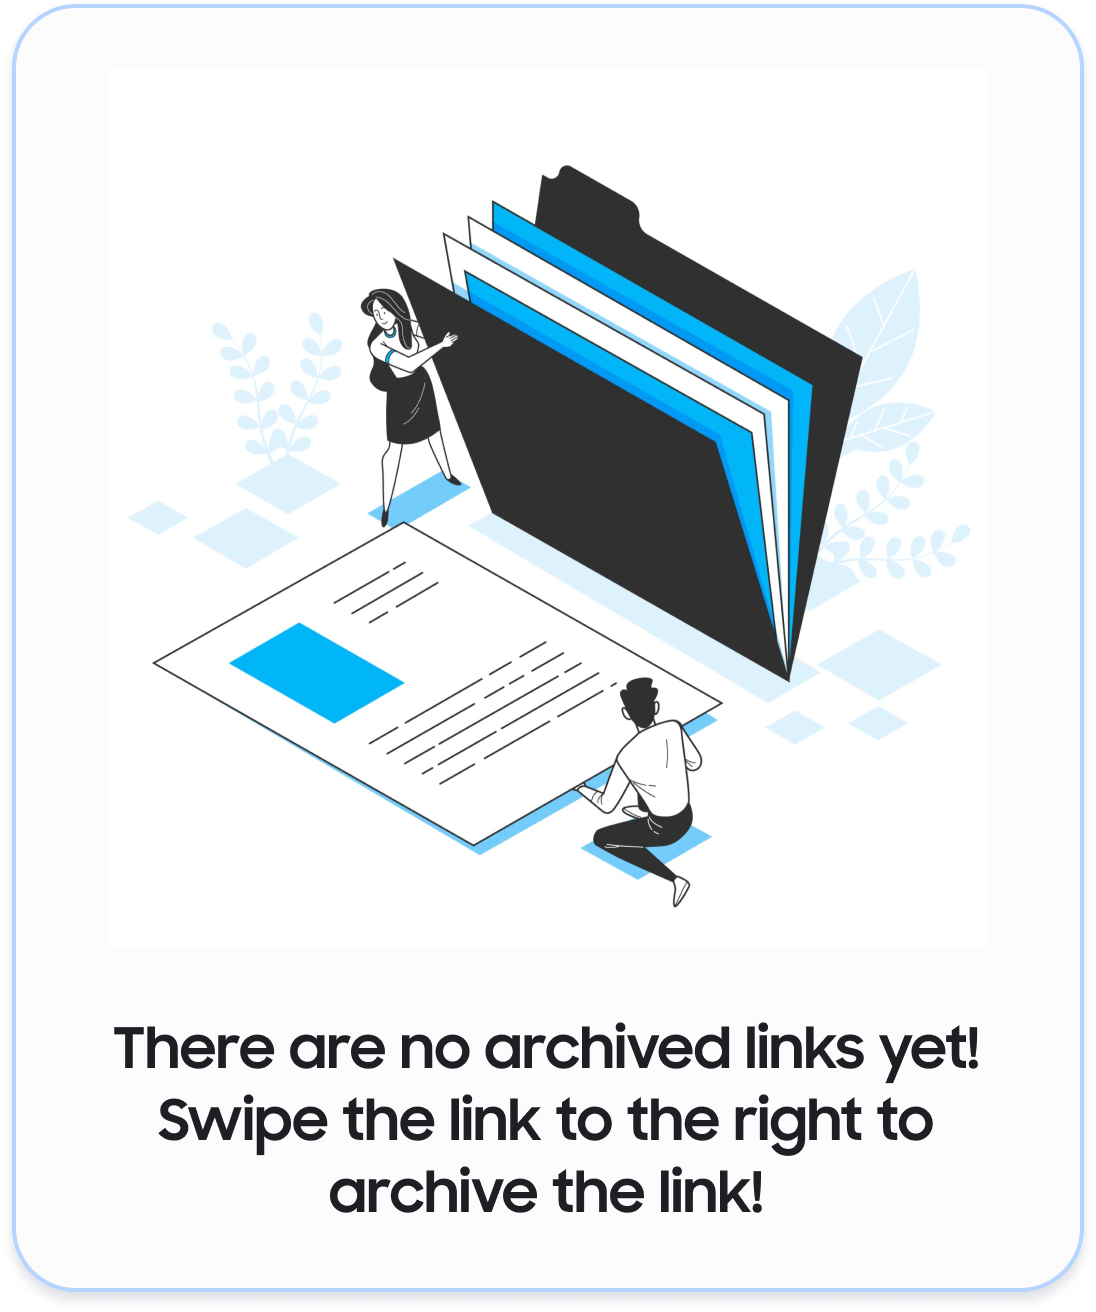 There are no archived links yet!
Swipe the link to the right to
archive the link!